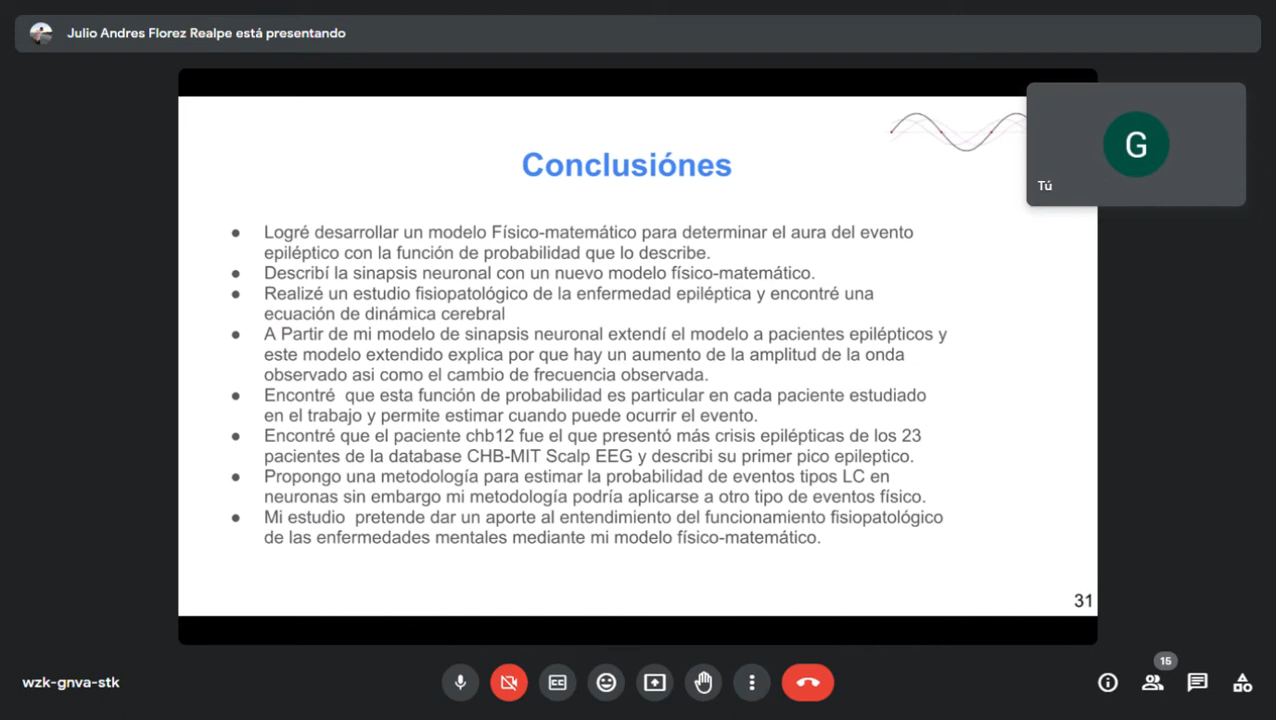 Julio Andres Florez Realpe está presentando
Conclusiónes
G
Tú
● Logré desarrollar un modelo Físico-matemático para determinar el aura del evento
epiléptico con la función de probabilidad que lo describe.
● Describí la sinapsis neuronal con un nuevo modelo físico-matemático.
● Realizé un estudio fisiopatológico de la enfermedad epiléptica y encontré una
ecuación de dinámica cerebral
● A Partir de mi modelo de sinapsis neuronal extendí el modelo a pacientes epilépticos y
este modelo extendido explica por que hay un aumento de la amplitud de la onda
observado asi como el cambio de frecuencia observada.
● Encontré  que esta función de probabilidad es particular en cada paciente estudiado
en el trabajo y permite estimar cuando puede ocurrir el evento.
● Encontré que el paciente chb12 fue el que presentó más crisis epilépticas de los 23
pacientes de la database CHB-MIT Scalp EEG y describi su primer pico epileptico.
● Propongo una metodología para estimar la probabilidad de eventos tipos LC en
neuronas sin embargo mi metodología podría aplicarse a otro tipo de eventos físico.
● Mi estudio  pretende dar un aporte al entendimiento del funcionamiento fisiopatológico
de las enfermedades mentales mediante mi modelo físico-matemático.
31
wzk-gnva-stk
15